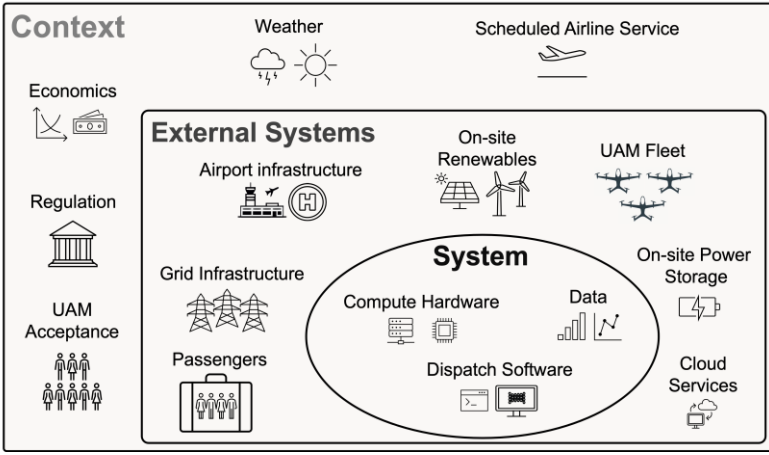 Context
Weather
Scheduled Airline Service
Economics
External Systems
On-site
Renewables
UAM Fleet
Airport infrastructure
H
Regulation
System
On-site Power
Storage
Grid Infrastructure
Compute Hardware
Data
UAM
Acceptance
Passengers
Dispatch Software
>_
Cloud
Services